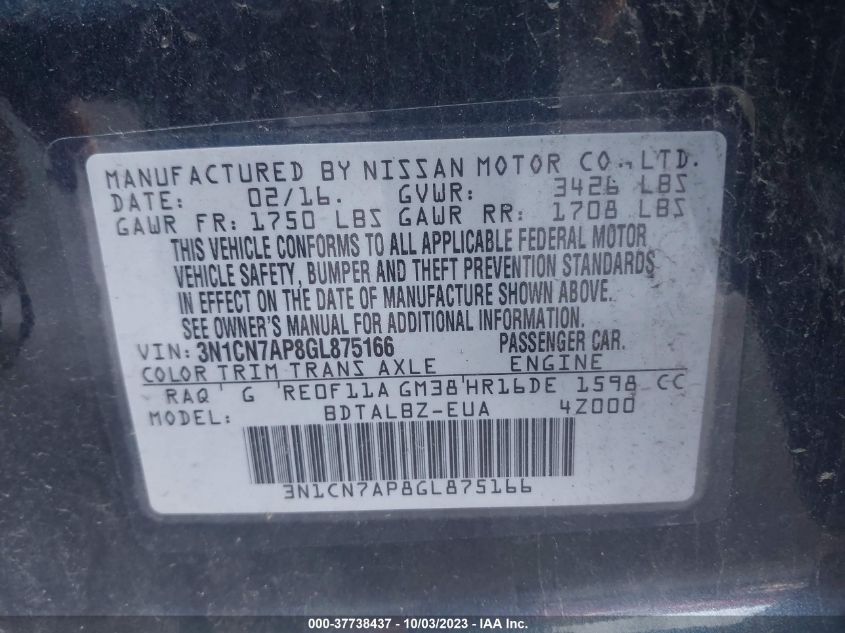 MANUFACTURED BY NISSAN MOTOR CO., LTD.
DATE: 02/16. GVWR: 3426 LBS
GAWR FR: 1750 LBS GAWR RR: 1708 LBS
THIS VEHICLE CONFORMS TO ALL APPLICABLE FEDERAL MOTOR
VEHICLE SAFETY, BUMPER AND THEFT PREVENTION STANDARDS
IN EFFECT ON THE DATE OF MANUFACTURE SHOWN ABOVE.
SEE OWNER'S MANUAL FOR ADDITIONAL INFORMATION.
VIN: 3N1CN7AP8GL875166 PASSENGER CAR.
COLOR TRIM TRANS AXLE ENGINE
RAQ G RE0F11A GM38 HR16DE 1598 CC
MODEL: BDTALBZ-EUA 4Z000
3N1CN7AP8GL875166
000-37738437 - 10/03/2023 - IAA Inc.